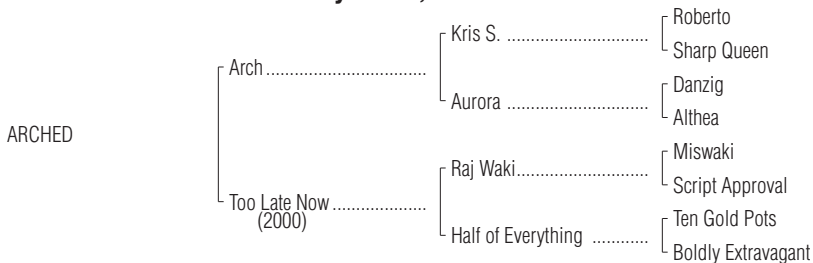 Roberto
Kris S. ..............................
Sharp Queen
Arch ..................................
Danzig
Aurora ..............................
Althea
ARCHED
Miswaki
Raj Waki............................
Script Approval
Too Late Now ....................
(2000)
Ten Gold Pots
Half of Everything ............
Boldly Extravagant